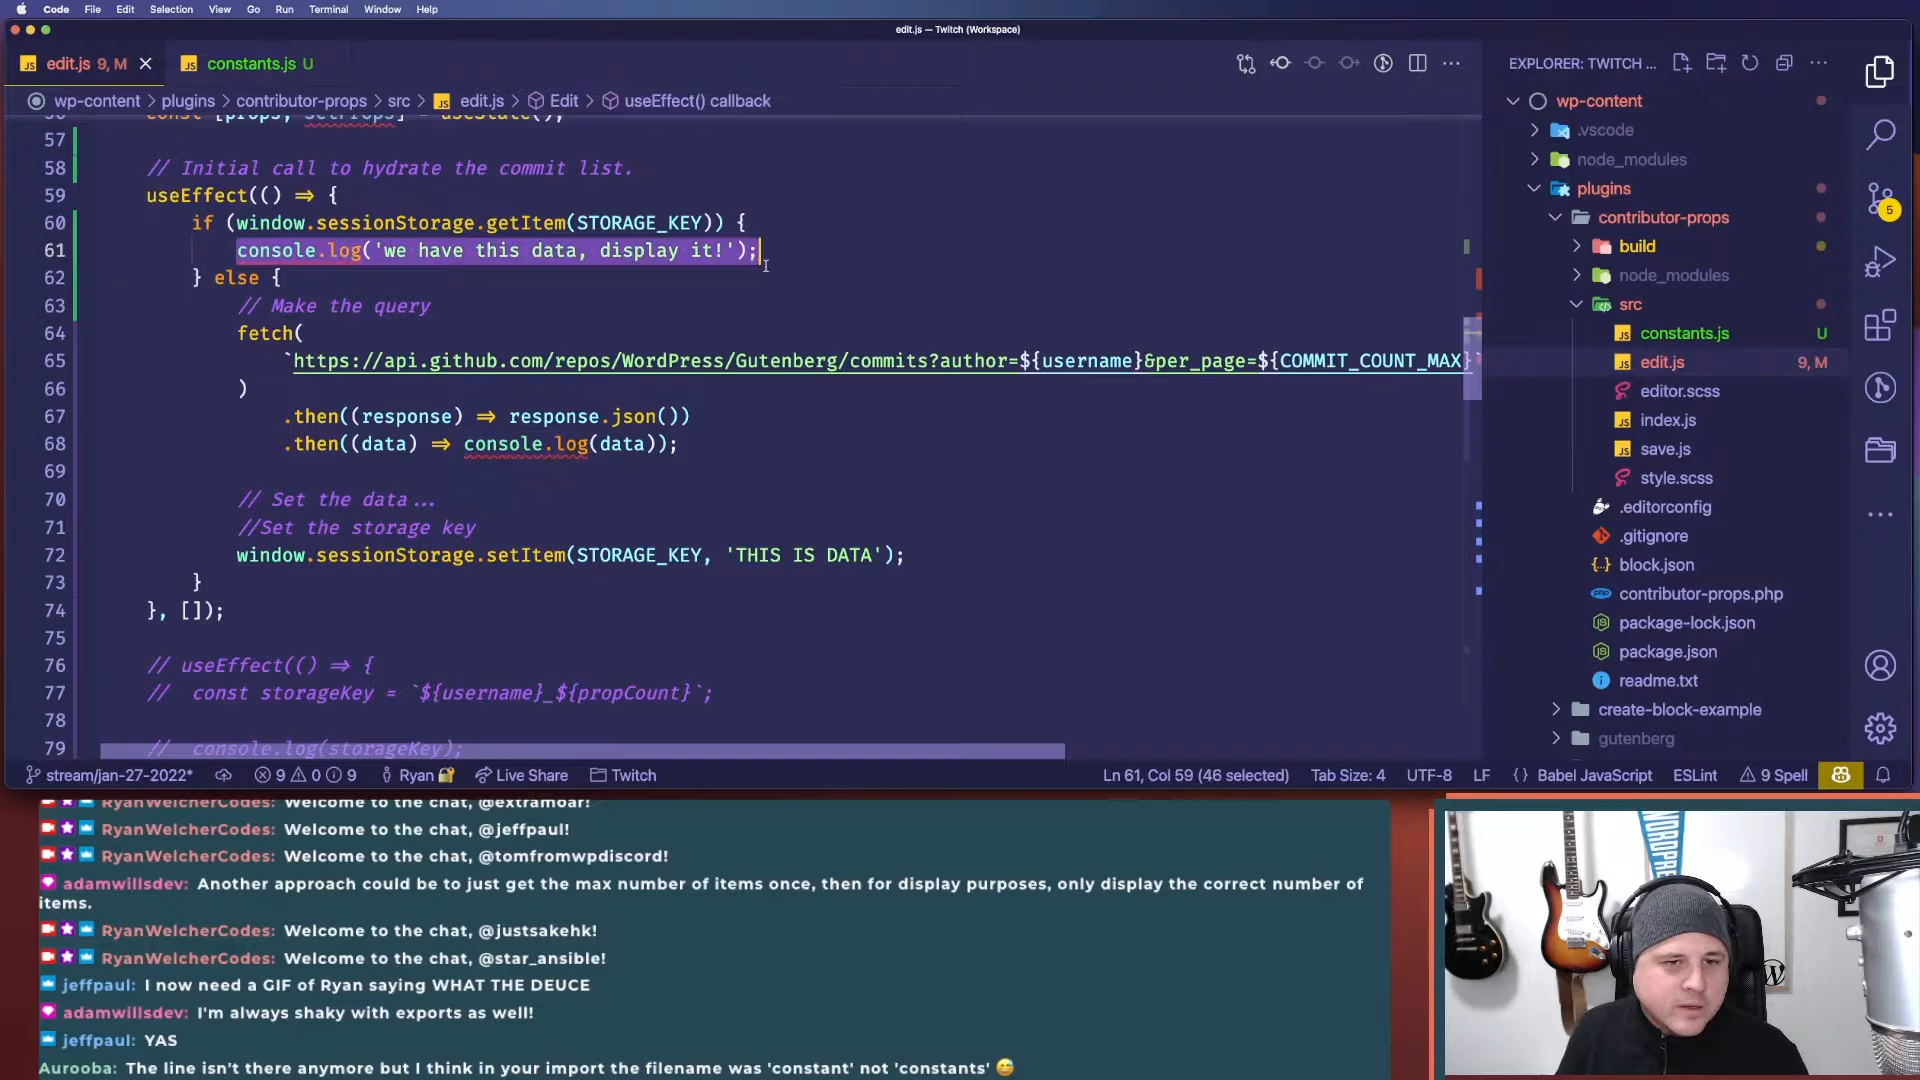 Code File Edit Selection View Go Run Terminal Window Help
edit.js — Twitch (Workspace)
edit.js 9, M
constants.js U
EXPLORER: TWITCH ...
wp-content > plugins > contributor-props > src > edit.js > Edit > useEffect() callback
56 const [props, setProps] = useState();
57
58 // Initial call to hydrate the commit list.
59 useEffect(() => {
60 if (window.sessionStorage.getItem(STORAGE_KEY)) {
61 console.log('we have this data, display it!');
62 } else {
63 // Make the query
64 fetch(
65 `https://api.github.com/repos/WordPress/Gutenberg/commits?author=${username}&per_page=${COMMIT_COUNT_MAX}`
66 )
67 .then((response) => response.json())
68 .then((data) => console.log(data));
69
70 // Set the data...
71 //Set the storage key
72 window.sessionStorage.setItem(STORAGE_KEY, 'THIS IS DATA');
73 }
74 }, []);
75
76 // useEffect(() => {
77 // const storageKey = `${username}_${propCount}`;
78
79 // console.log(storageKey);
wp-content
.vscode
node_modules
plugins
contributor-props
build
node_modules
src
constants.js U
edit.js 9, M
editor.scss
index.js
save.js
style.scss
.editorconfig
.gitignore
block.json
contributor-props.php
package-lock.json
package.json
readme.txt
create-block-example
gutenberg
5
stream/jan-27-2022* 9 0 9 Ryan Live Share Twitch Ln 61, Col 59 (46 selected) Tab Size: 4 UTF-8 LF {} Babel JavaScript ESLint 9 Spell
RyanWelcherCodes: Welcome to the chat, @extramoar!
RyanWelcherCodes: Welcome to the chat, @jeffpaul!
RyanWelcherCodes: Welcome to the chat, @tomfromwpdiscord!
adamwillsdev: Another approach could be to just get the max number of items once, then for display purposes, only display the correct number of
items.
RyanWelcherCodes: Welcome to the chat, @justsakehk!
RyanWelcherCodes: Welcome to the chat, @star_ansible!
jeffpaul: I now need a GIF of Ryan saying WHAT THE DEUCE
adamwillsdev: I'm always shaky with exports as well!
jeffpaul: YAS
Aurooba: The line isn't there anymore but I think in your import the filename was 'constant' not 'constants' 😅